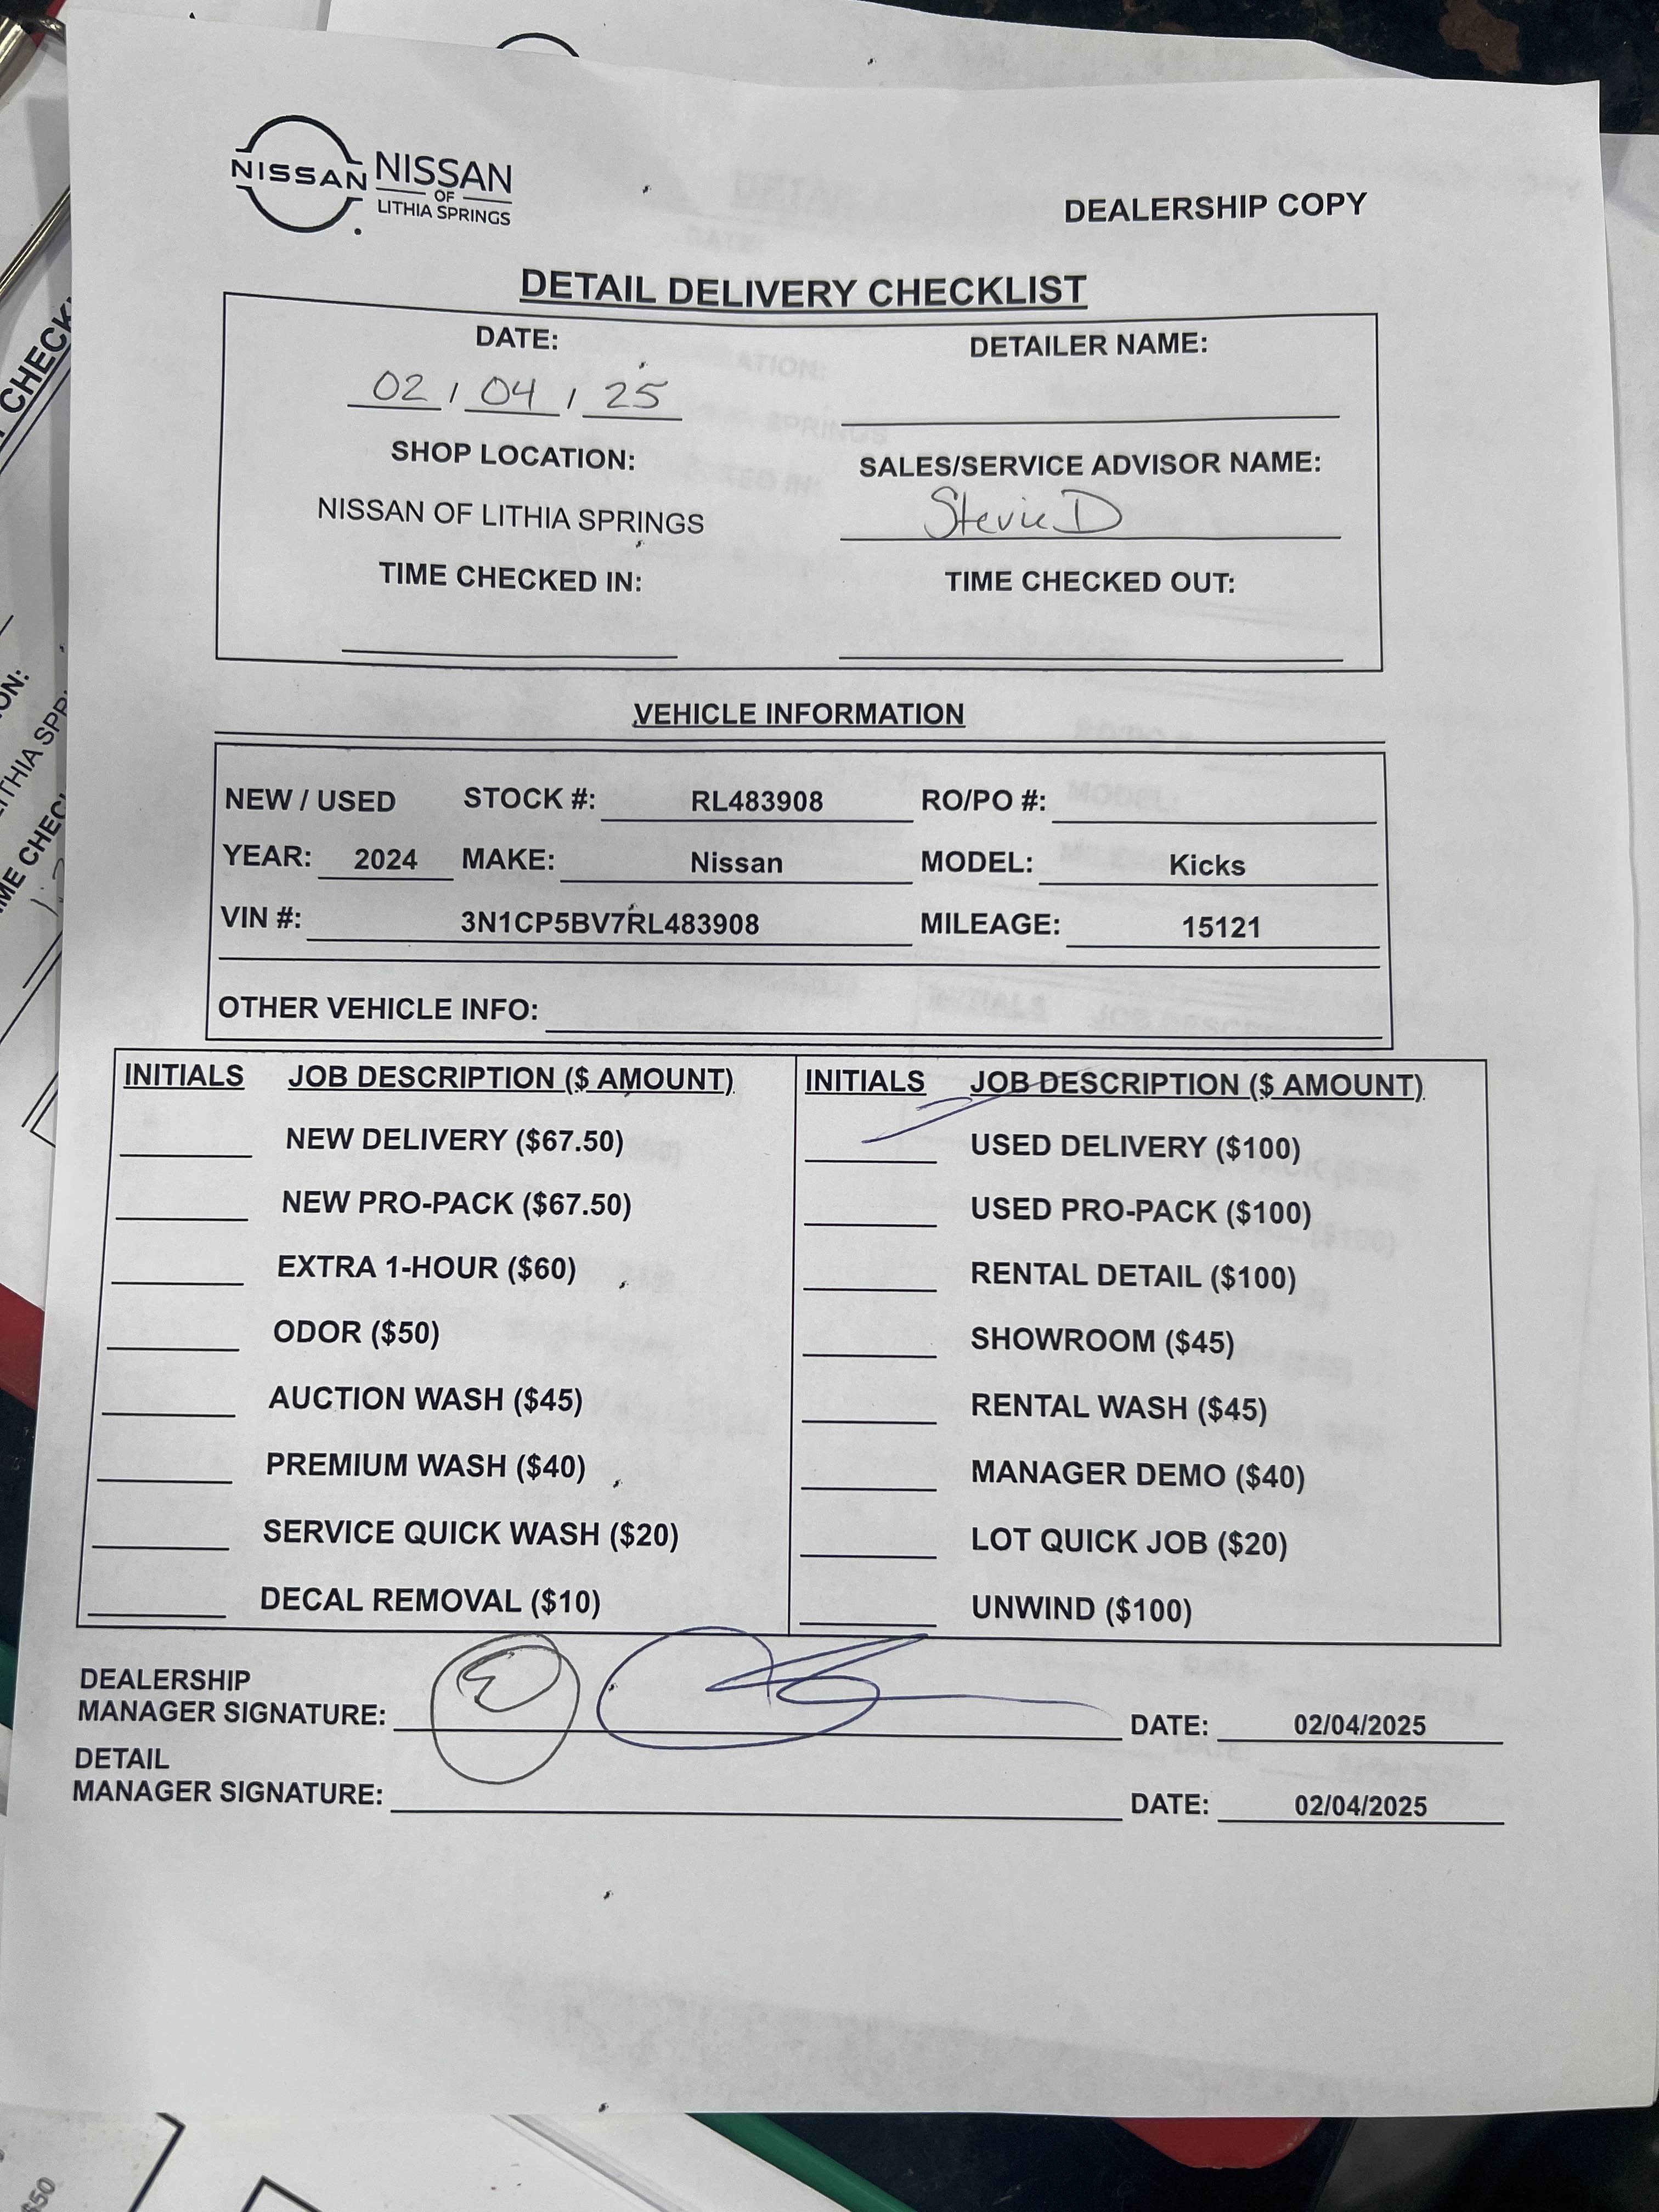 NISSAN
NISSAN
OF
LITHIA SPRINGS
DEALERSHIP COPY
DETAIL DELIVERY CHECKLIST
DATE:
DETAILER NAME:
02 / 04 / 25
SHOP LOCATION:
SALES/SERVICE ADVISOR NAME:
NISSAN OF LITHIA SPRINGS
Stevie D
TIME CHECKED IN:
TIME CHECKED OUT:
VEHICLE INFORMATION
NEW / USED STOCK #: RL483908 RO/PO #:
YEAR: 2024 MAKE: Nissan MODEL: Kicks
VIN #: 3N1CP5BV7RL483908 MILEAGE: 15121
OTHER VEHICLE INFO:
INITIALS JOB DESCRIPTION ($ AMOUNT)
NEW DELIVERY ($67.50)
NEW PRO-PACK ($67.50)
EXTRA 1-HOUR ($60)
ODOR ($50)
AUCTION WASH ($45)
PREMIUM WASH ($40)
SERVICE QUICK WASH ($20)
DECAL REMOVAL ($10)
INITIALS JOB DESCRIPTION ($ AMOUNT)
USED DELIVERY ($100)
USED PRO-PACK ($100)
RENTAL DETAIL ($100)
SHOWROOM ($45)
RENTAL WASH ($45)
MANAGER DEMO ($40)
LOT QUICK JOB ($20)
UNWIND ($100)
DEALERSHIP
MANAGER SIGNATURE: DATE: 02/04/2025
DETAIL
MANAGER SIGNATURE: DATE: 02/04/2025